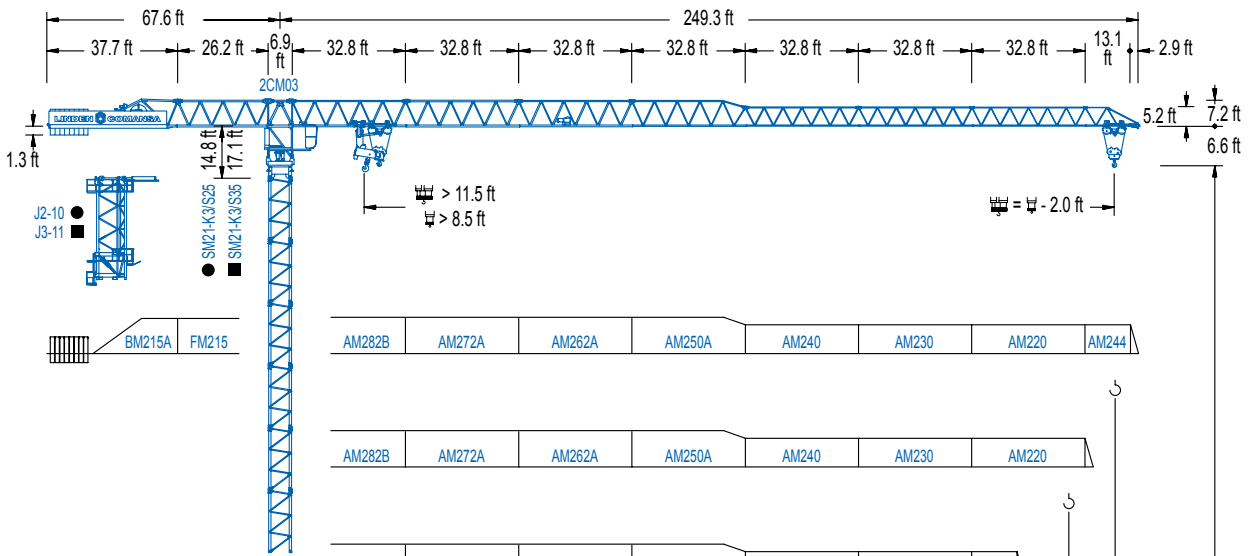 67.6 ft
249.3 ft
37.7 ft
26.2 ft
6.9 ft
32.8 ft
32.8 ft
32.8 ft
32.8 ft
32.8 ft
32.8 ft
32.8 ft
13.1 ft
2.9 ft
2CM03
LINDEN COMANSA
1.3 ft
14.8 ft
17.1 ft
5.2 ft
7.2 ft
6.6 ft
> 11.5 ft
> 8.5 ft
= - 2.0 ft
J2-10 ●
J3-11 ■
● SM21-K3/S25
■ SM21-K3/S35
BM215A FM215 AM282B AM272A AM262A AM250A AM240 AM230 AM220 AM244
AM282B AM272A AM262A AM250A AM240 AM230 AM220